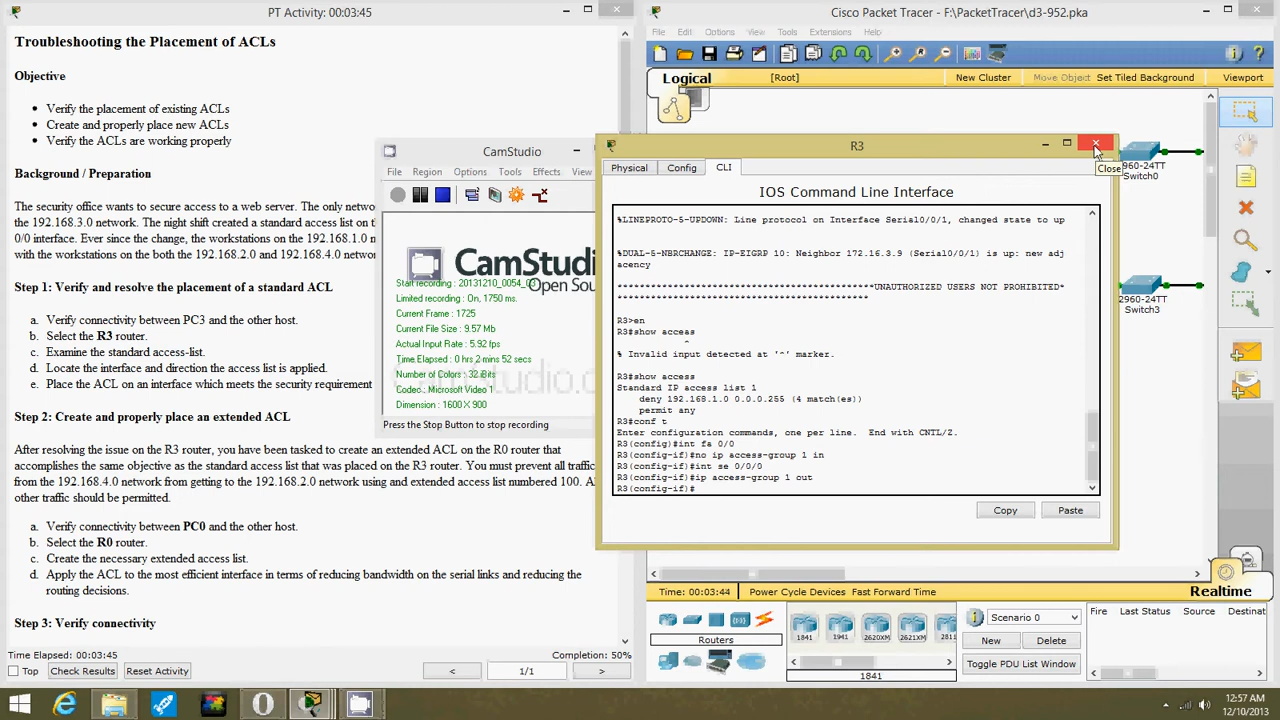 PT Activity: 00:03:45
Troubleshooting the Placement of ACLs
Objective
Verify the placement of existing ACLs
Create and properly place new ACLs
Verify the ACLs are working properly
Background / Preparation
The security office wants to secure access to a web server. The only netwo
the 192.168.3.0 network. The night shift created a standard access list on th
0/0 interface. Ever since the change, the workstations on the 192.168.1.0 n
workstations on the both the 192.168.2.0 and 192.168.4.0 networ
Step 1: Verify and resolve the placement of a standard ACL
a. Verify connectivity between PC3 and the other host.
b. Select the R3 router.
c. Examine the standard access-list.
d. Locate the interface and direction the access list is applied.
e. Place the ACL on an interface which meets the security requirement
Step 2: Create and properly place an extended ACL
After resolving the issue on the R3 router, you have been tasked to create an extended ACL on the R0 router that
accomplishes the same objective as the standard access list that was placed on the R3 router. You must prevent all traffic
from the 192.168.4.0 network from getting to the 192.168.2.0 network using and extended access list numbered 100. Al
other traffic should be permitted.
a. Verify connectivity between PC0 and the other host.
b. Select the R0 router.
c. Create the necessary extended access list.
d. Apply the ACL to the most efficient interface in terms of reducing bandwidth on the serial links and reducing the
routing decisions.
Step 3: Verify connectivity
Time Elapsed: 00:03:45
Completion: 50%
Top
Check Results
Reset Activity
<
1/1
>
CamStudio
File Region Options Tools Effects View
CamStudi
Open Sour
Start recording : 20131210_0054_03
Limited recording : On, 1750 ms.
Current Frame : 1725
Current File Size : 9.57 Mb
Actual Input Rate : 5.92 fps
Time Elapsed : 0 hrs 2 mins 52 secs
Number of Colors : 32 Bits
Codec : Microsoft Video 1
Dimension : 1600 X 900
Press the Stop Button to stop recording
Cisco Packet Tracer - F:\PacketTracer\d3-952.pka
File Edit Options View Tools Extensions Help
Logical
[Root]
New Cluster
Move Object
Set Tiled Background
Viewport
R3
Close
Physical
Config
CLI
IOS Command Line Interface
%LINEPROTO-5-UPDOWN: Line protocol on Interface Serial0/0/1, changed state to up
%DUAL-5-NBRCHANGE: IP-EIGRP 10: Neighbor 172.16.3.9 (Serial0/0/1) is up: new adj
acency
*********************************************UNAUTHORIZED USERS NOT PROHIBITED*
********************************************
R3>en
R3#show access
^
% Invalid input detected at '^' marker.
R3#show access
Standard IP access list 1
deny 192.168.1.0 0.0.0.255 (4 match(es))
permit any
R3#conf t
Enter configuration commands, one per line. End with CNTL/Z.
R3(config)#int fa 0/0
R3(config-if)#no ip access-group 1 in
R3(config-if)#int se 0/0/0
R3(config-if)#ip access-group 1 out
R3(config-if)#
Copy
Paste
960-24TT
Switch0
2960-24TT
Switch3
Time: 00:03:44
Power Cycle Devices Fast Forward Time
Realtime
Routers
1841
1941
2620XM
2621XM
2811
1841
Scenario 0
New
Delete
Toggle PDU List Window
Fire
Last Status
Source
Destinat
12:57 AM
12/10/2013